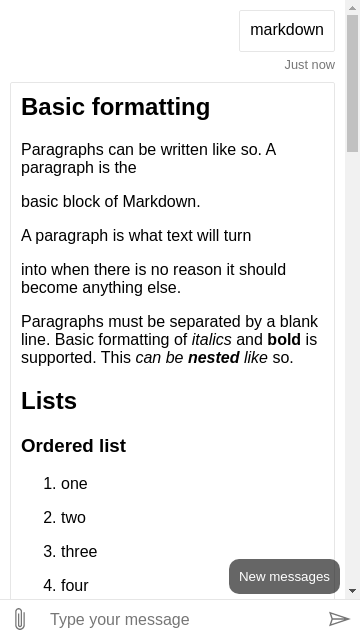 markdown
Just now
Basic formatting
Paragraphs can be written like so. A
paragraph is the
basic block of Markdown.
A paragraph is what text will turn
into when there is no reason it should
become anything else.
Paragraphs must be separated by a blank
line. Basic formatting of italics and bold is
supported. This can be nested like so.
Lists
Ordered list
1. one
2. two
3. three
4. four
New messages
Type your message